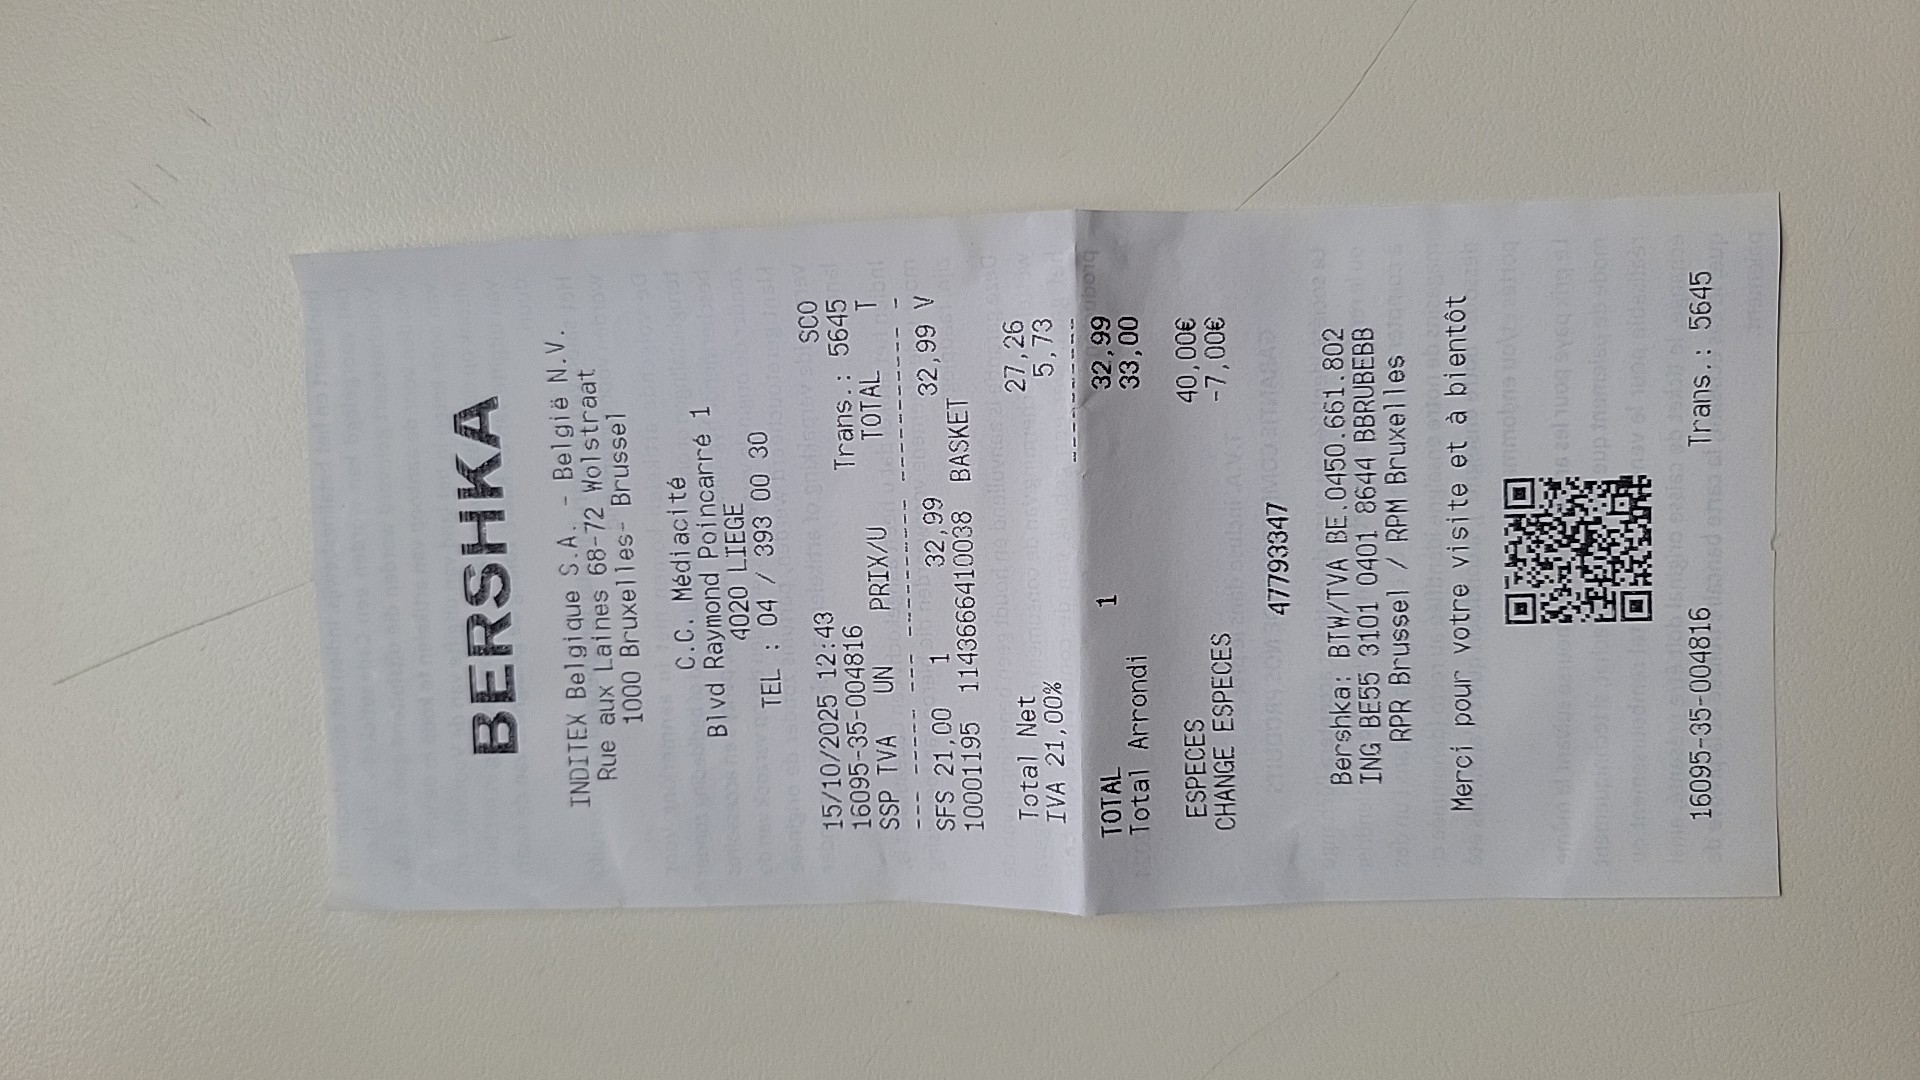 BERSHKA
INDITEX Belgique S.A. - België N.V.
Rue aux Laines 68-72 Wolstraat
1000 Bruxelles- Brussel
C.C. Médiacité
Blvd Raymond Poincarré 1
4020 LIEGE
TEL : 04 / 393 00 30
SCO
15/10/2025 12:43
16095-35-004816 Trans.: 5645
SSP TVA UN PRIX/U TOTAL T
--- ----- --- --------- ---------- -
SFS 21,00 1 32,99 32,99 V
10001195 1143666410038 BASKET
Total Net 27,26
IVA 21,00% 5,73
----------
TOTAL 1 32,99
Total Arrondi 33,00
ESPECES 40,00€
CHANGE ESPECES -7,00€
47793347
Bershka: BTW/TVA BE.0450.661.802
ING BE55 3101 0401 8644 BBRUBEBB
RPR Brussel / RPM Bruxelles
Merci pour votre visite et à bientôt
16095-35-004816 Trans.: 5645